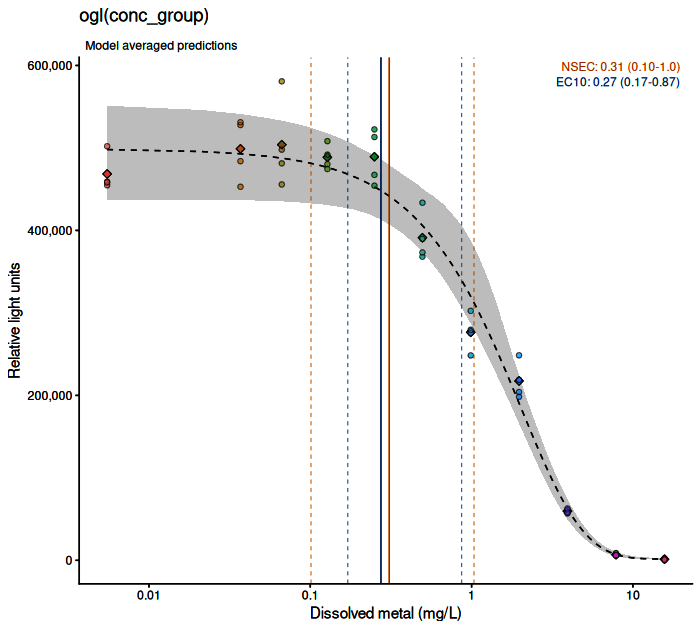 ogl(conc_group)
Model averaged predictions
NSEC: 0.31 (0.10-1.0)
EC10: 0.27 (0.17-0.87)
600,000
400,000
200,000
0
Relative light units
0.01 0.1 1 10
Dissolved metal (mg/L)